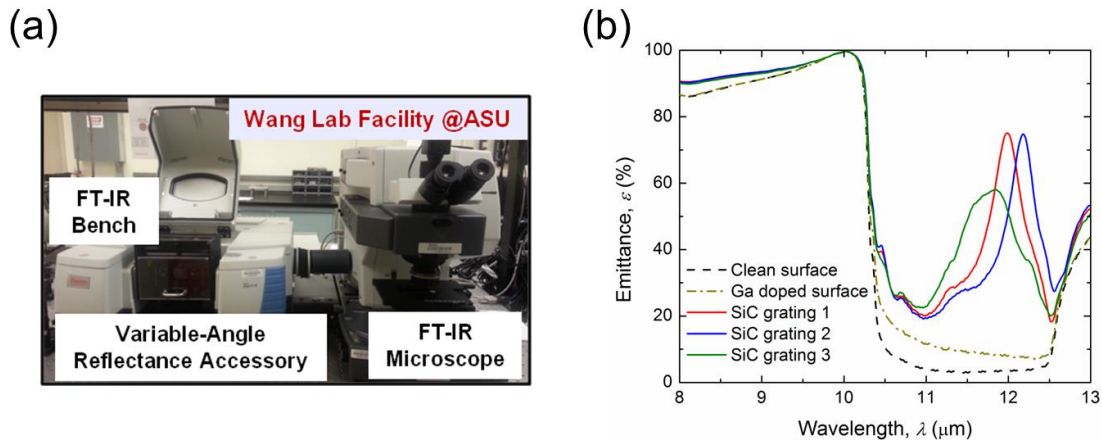 (a)
Wang Lab Facility @ASU
FT-IR
Bench
Variable-Angle
Reflectance Accessory
FT-IR
Microscope
(b)
100
80
60
40
20
0
Emittance, ε (%)
Clean surface
Ga doped surface
SiC grating 1
SiC grating 2
SiC grating 3
8 9 10 11 12 13
Wavelength, λ (μm)